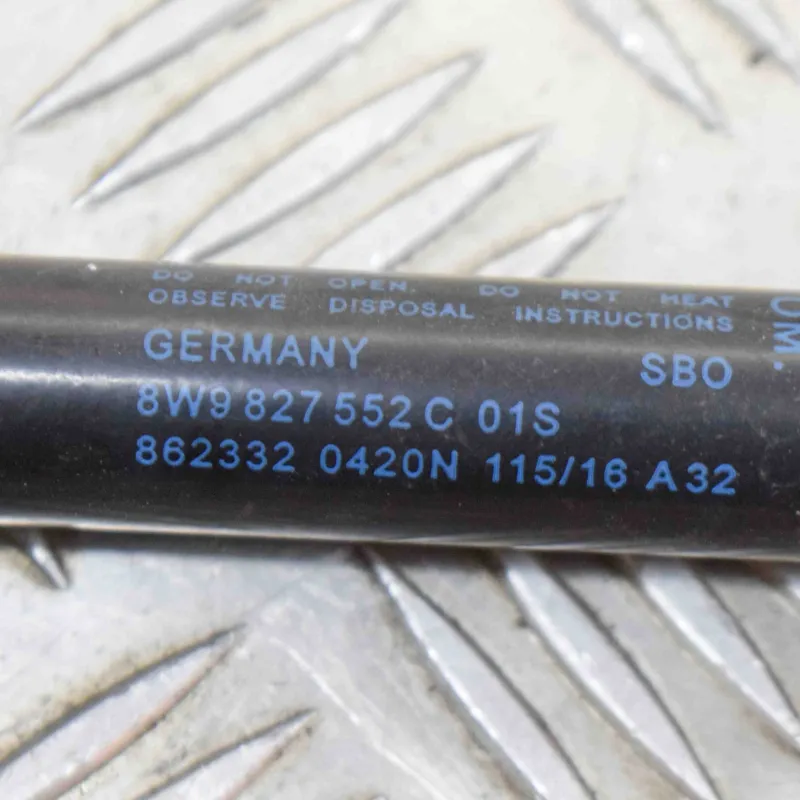 DO NOT OPEN. DO NOT HEAT
OBSERVE DISPOSAL INSTRUCTIONS
GERMANY SBO
8W9 827 552 C 01S
862332 0420N 115/16 A32
OM.